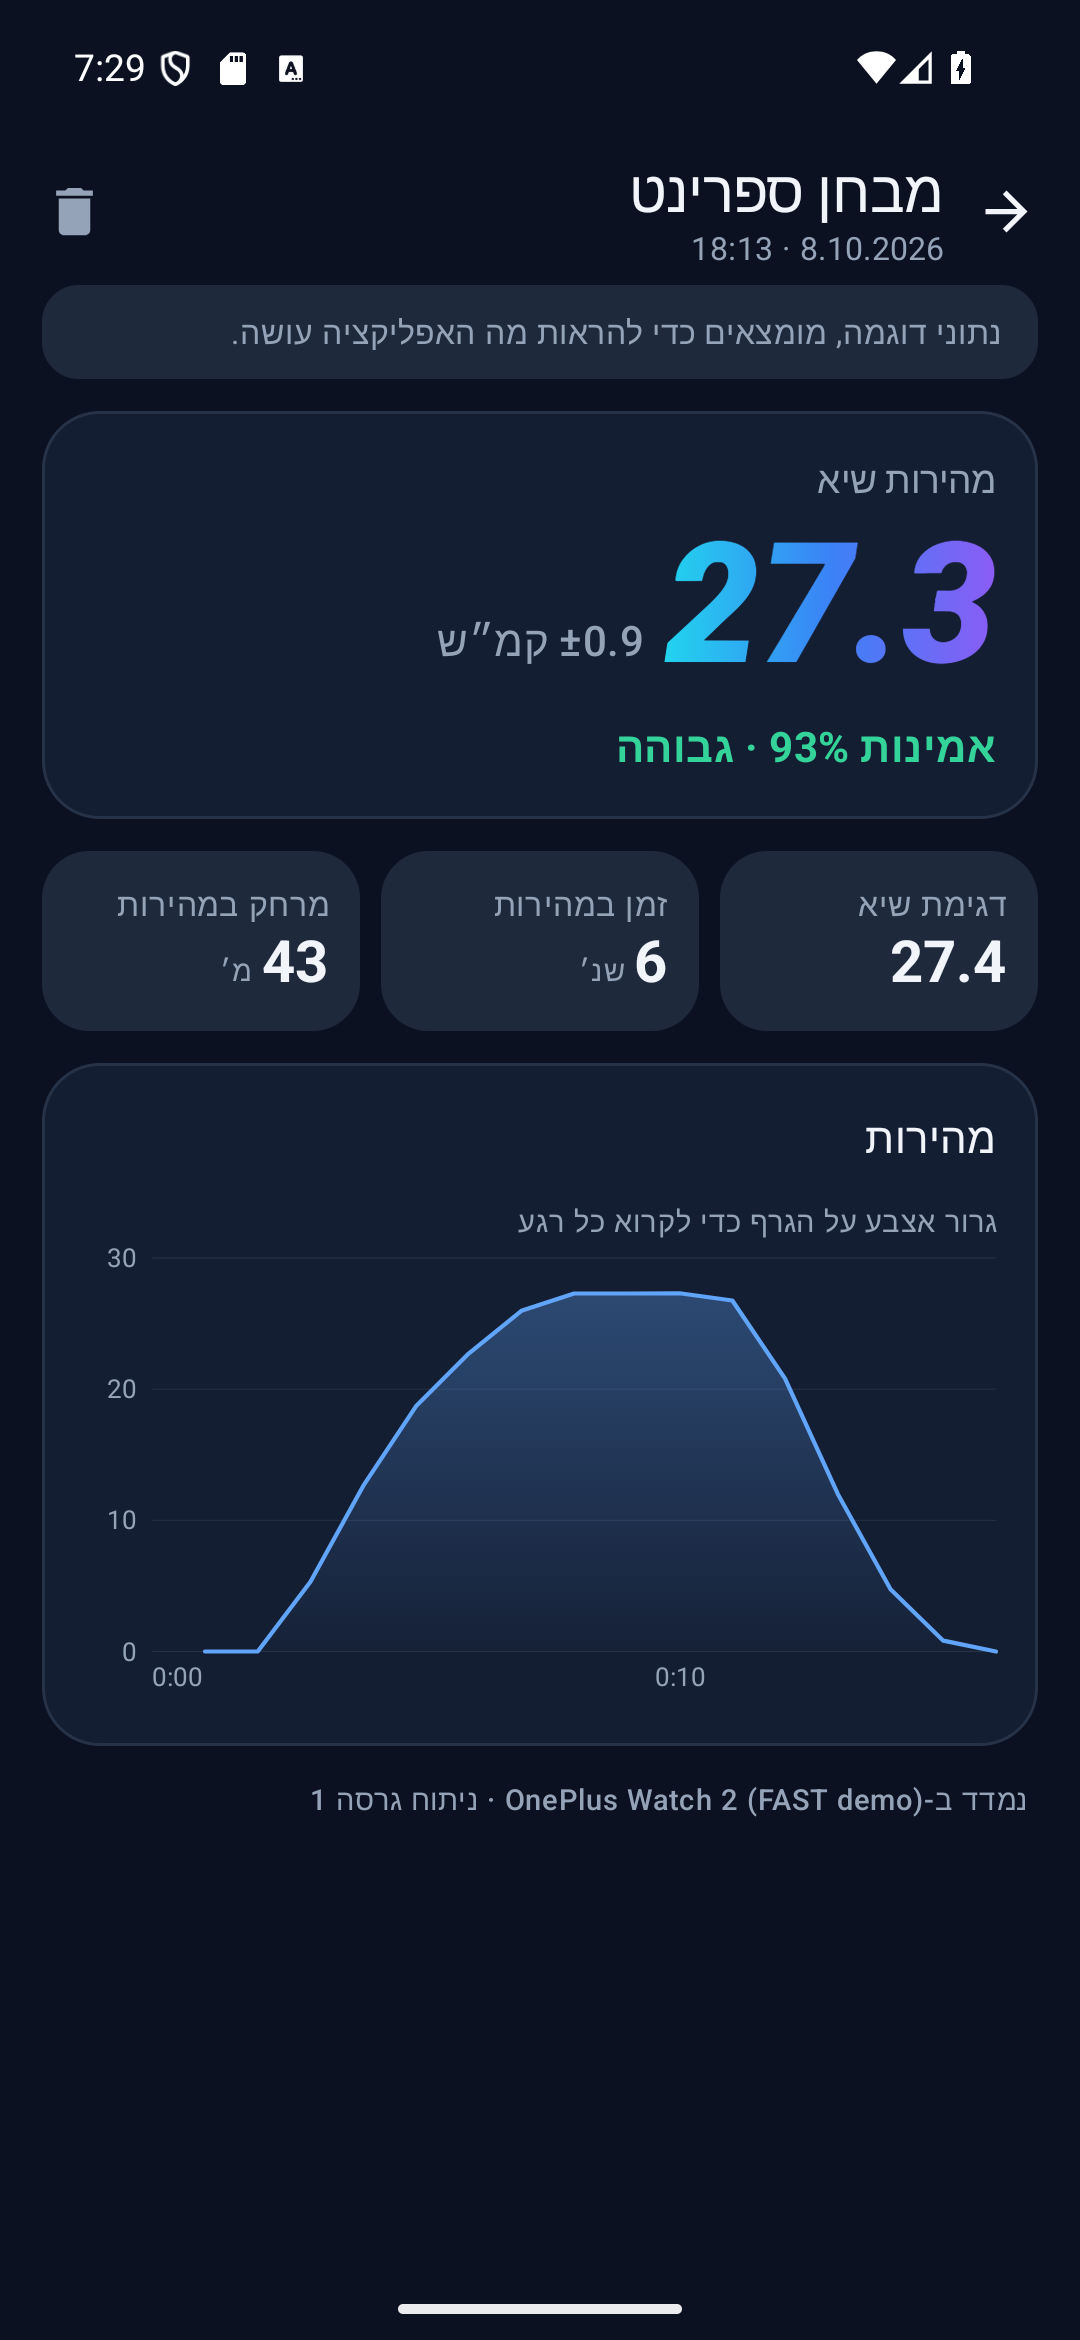 7:29
מבחן ספרינט
8.10.2026 · 18:13
נתוני דוגמה, מומצאים כדי להראות מה האפליקציה עושה.
מהירות שיא
27.3 ±0.9 קמ״ש
אמינות 93% · גבוהה
דגימת שיא
27.4
זמן במהירות
6 שנ׳
מרחק במהירות
43 מ׳
מהירות
גרור אצבע על הגרף כדי לקרוא כל רגע
30
20
10
0
0:00 0:10
נמדד ב-OnePlus Watch 2 (FAST demo) · ניתוח גרסה 1